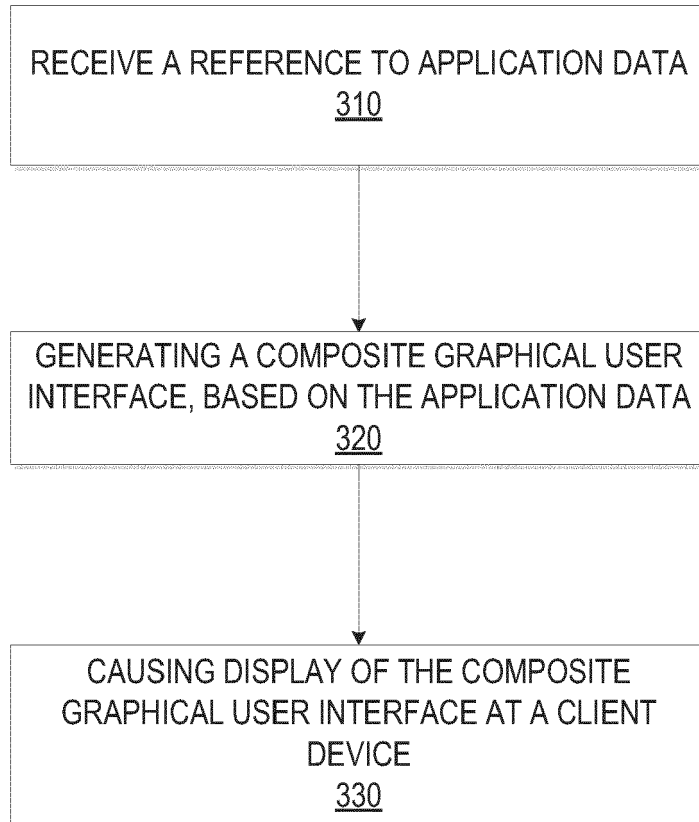 RECEIVE A REFERENCE TO APPLICATION DATA
310
GENERATING A COMPOSITE GRAPHICAL USER
INTERFACE, BASED ON THE APPLICATION DATA
320
CAUSING DISPLAY OF THE COMPOSITE
GRAPHICAL USER INTERFACE AT A CLIENT
DEVICE
330